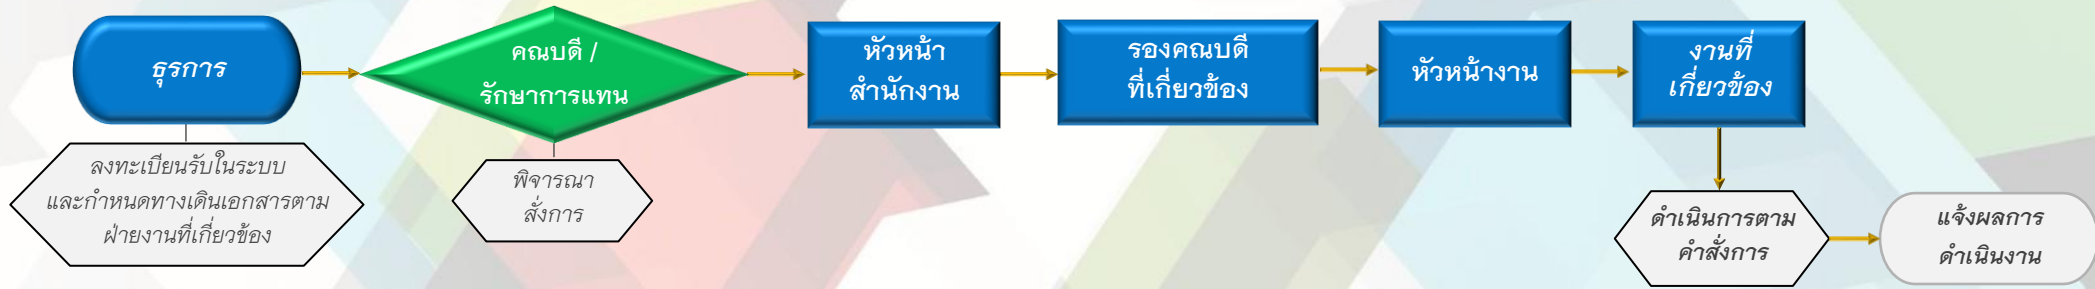 ธุรการ
ลงทะเบียนรับในระบบ
และกำหนดทางเดินเอกสารตาม
ฝ่ายงานที่เกี่ยวข้อง
คณบดี /
รักษาการแทน
พิจารณา
สั่งการ
หัวหน้า
สำนักงาน
รองคณบดี
ที่เกี่ยวข้อง
หัวหน้างาน
งานที่
เกี่ยวข้อง
ดำเนินการตาม
คำสั่งการ
แจ้งผลการ
ดำเนินงาน